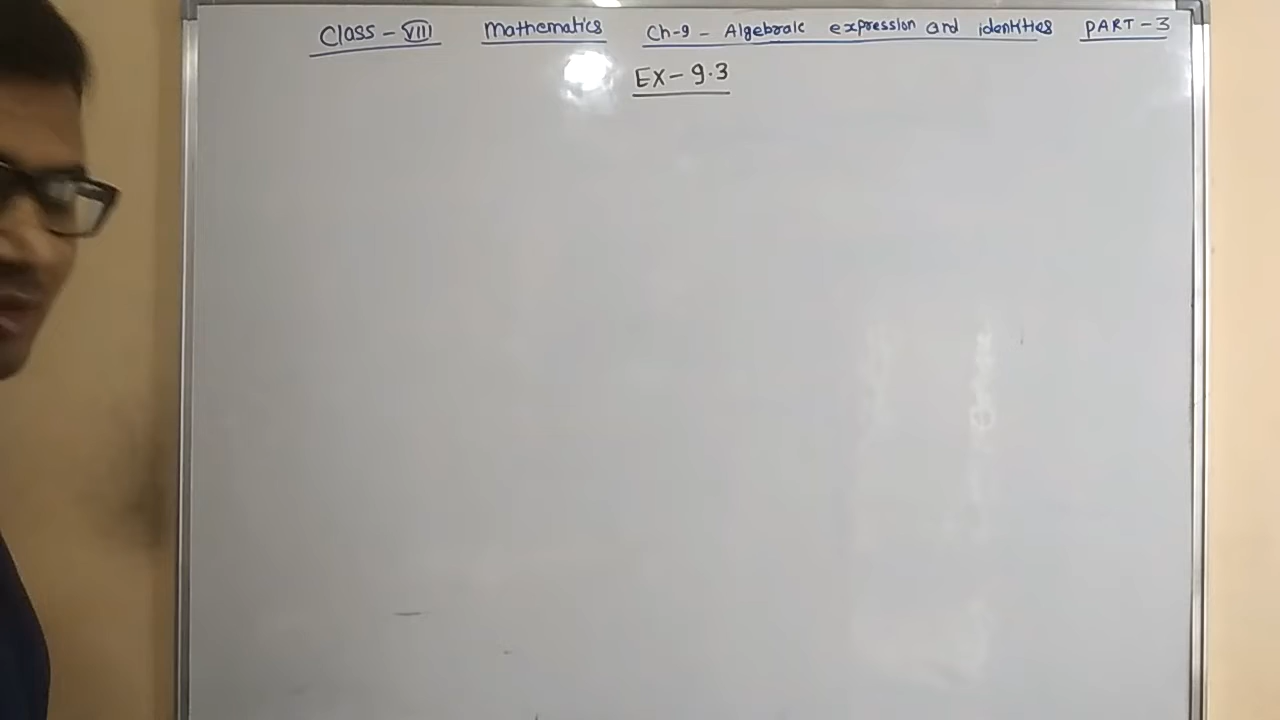 Class - VIII Mathematics Ch-9 - Algebraic expression and identities PART - 3
EX - 9.3